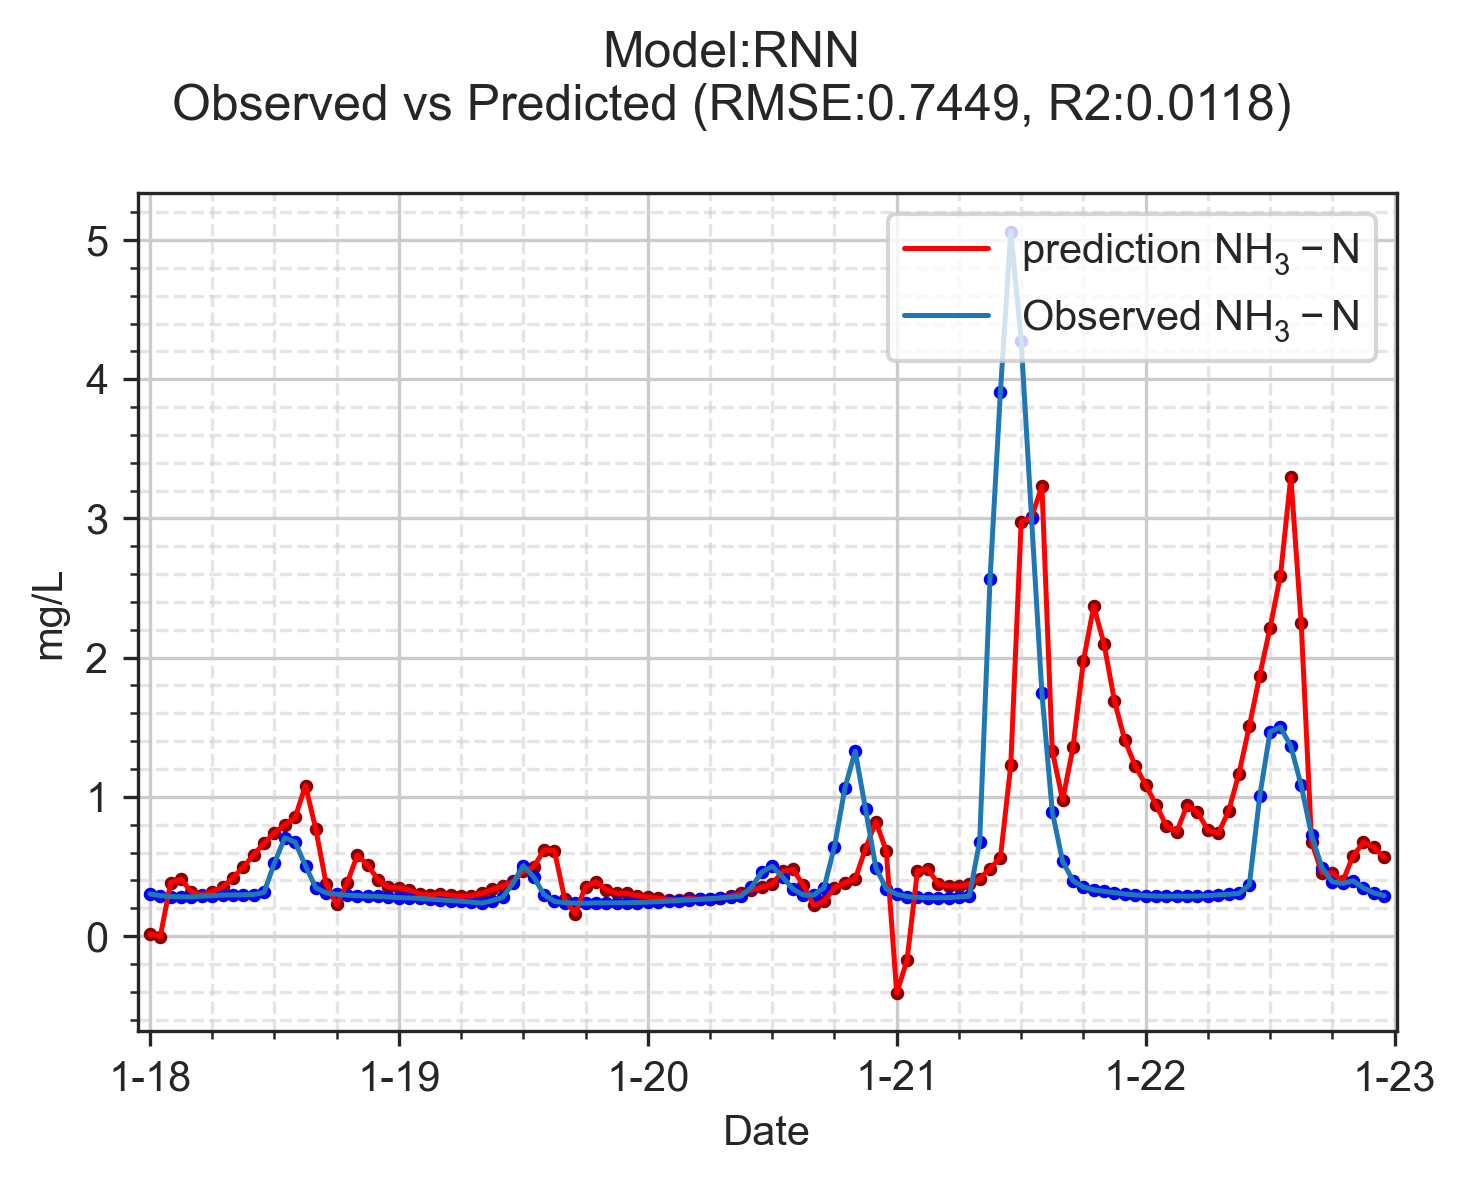 Model:RNN
Observed vs Predicted (RMSE:0.7449, R2:0.0118)
prediction NH₃ − N
Observed NH₃ − N
5
4
3
2
1
0
mg/L
1-18 1-19 1-20 1-21 1-22 1-23
Date